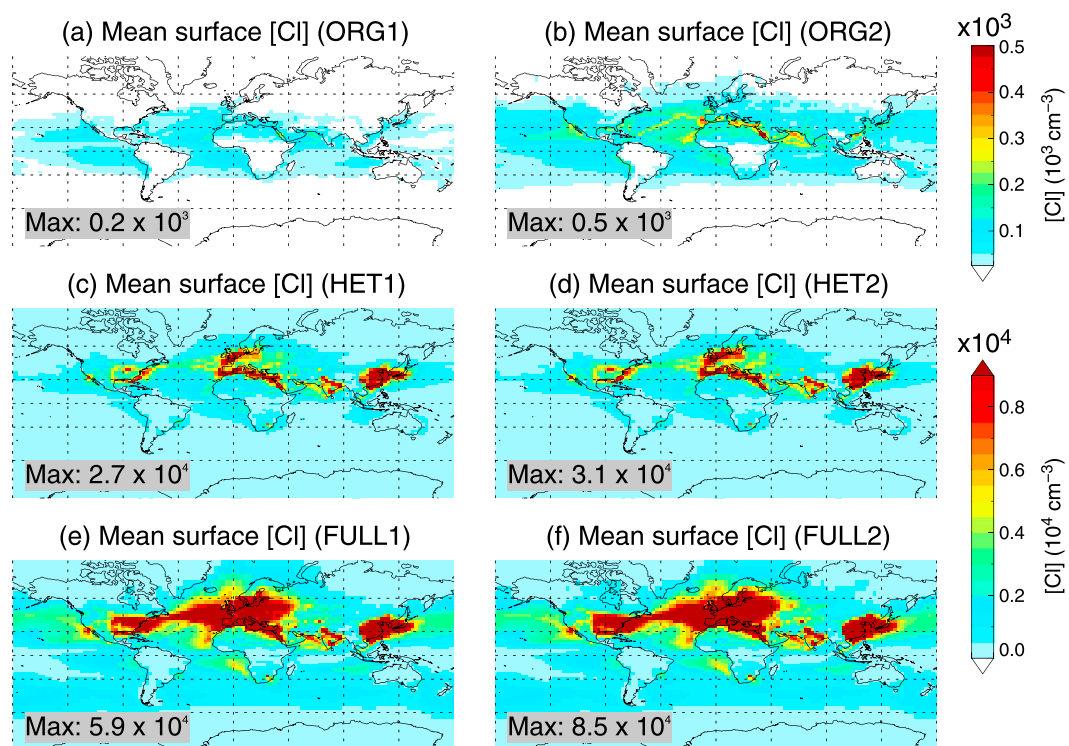 (a) Mean surface [Cl] (ORG1)
(b) Mean surface [Cl] (ORG2)
x10³
0.5
0.4
0.3
0.2
0.1
[Cl] (10³ cm⁻³)
Max: 0.2 x 10³
Max: 0.5 x 10³
(c) Mean surface [Cl] (HET1)
(d) Mean surface [Cl] (HET2)
Max: 2.7 x 10⁴
Max: 3.1 x 10⁴
x10⁴
0.8
0.6
0.4
0.2
0.0
[Cl] (10⁴ cm⁻³)
(e) Mean surface [Cl] (FULL1)
(f) Mean surface [Cl] (FULL2)
Max: 5.9 x 10⁴
Max: 8.5 x 10⁴